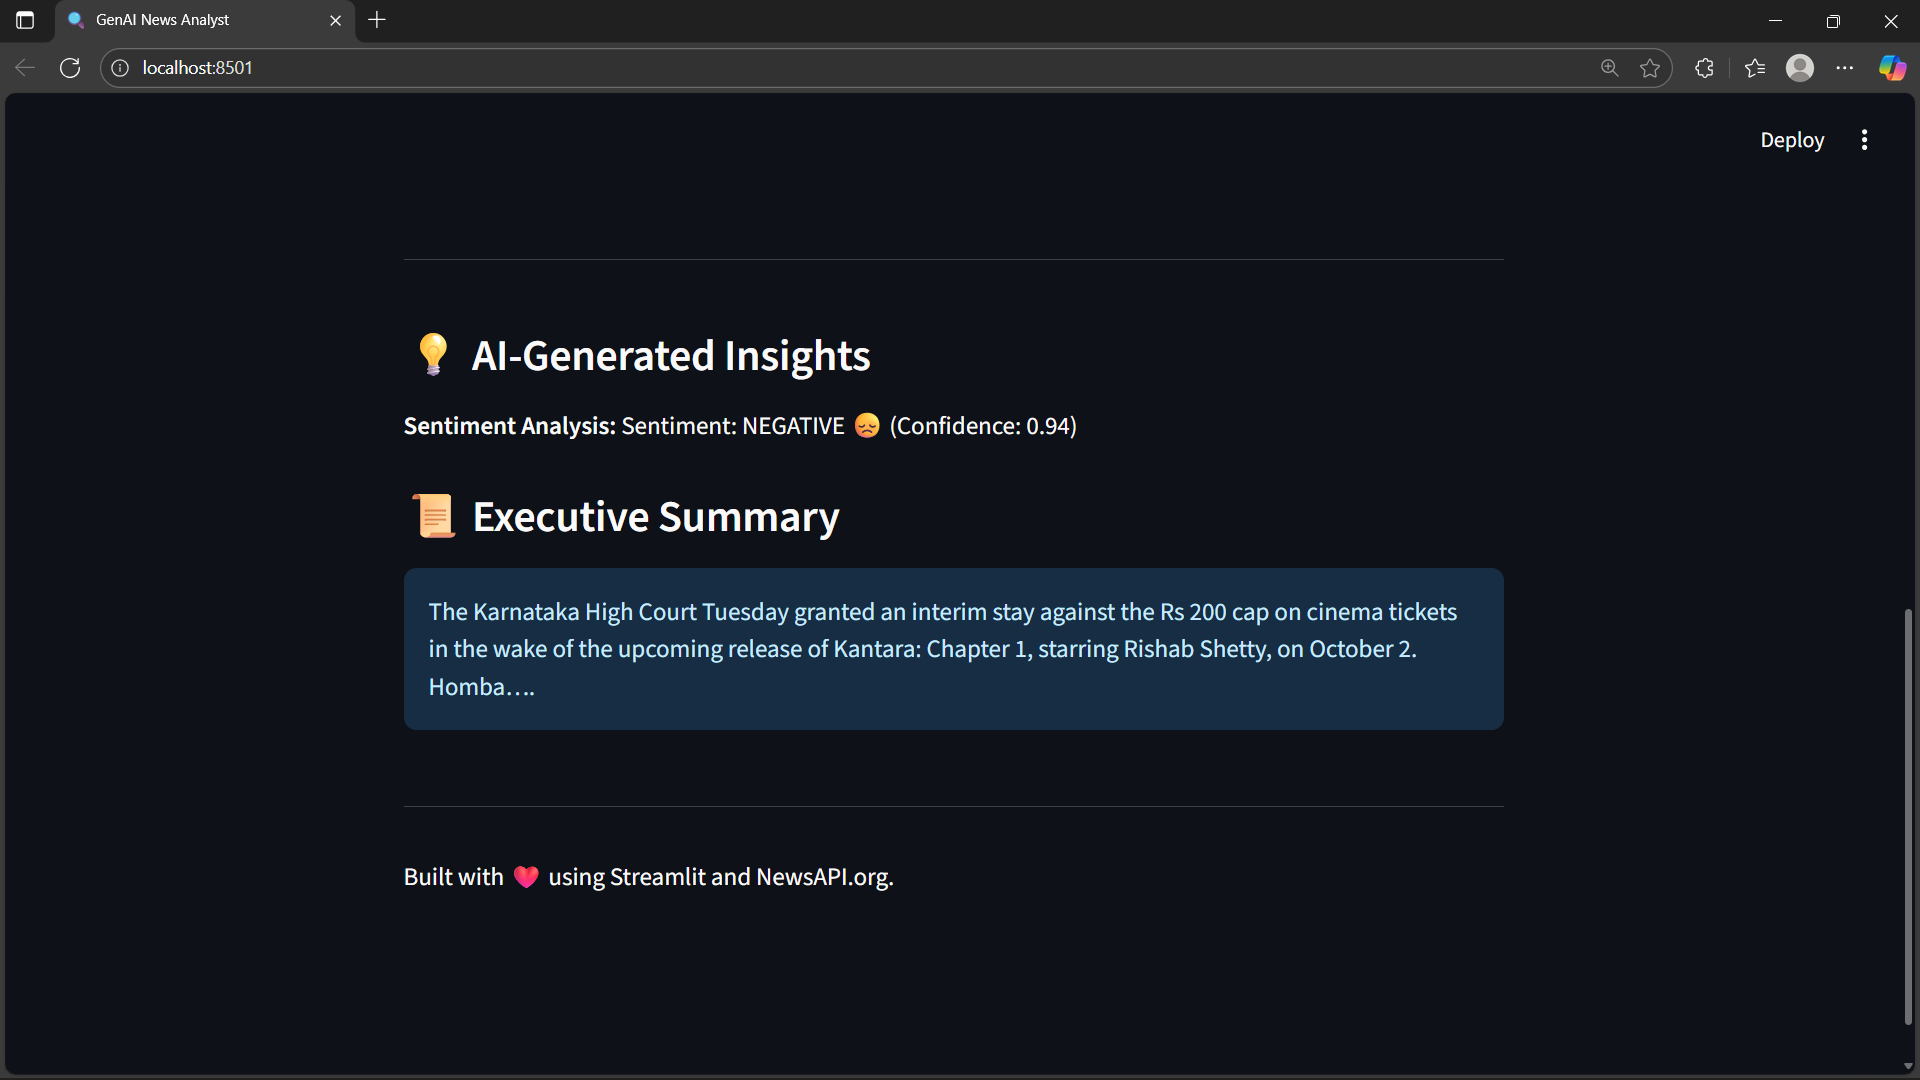 GenAI News Analyst
localhost:8501
Deploy
AI-Generated Insights
Sentiment Analysis: Sentiment: NEGATIVE 😞 (Confidence: 0.94)
Executive Summary
The Karnataka High Court Tuesday granted an interim stay against the Rs 200 cap on cinema tickets
in the wake of the upcoming release of Kantara: Chapter 1, starring Rishab Shetty, on October 2.
Homba….
Built with ❤️ using Streamlit and NewsAPI.org.